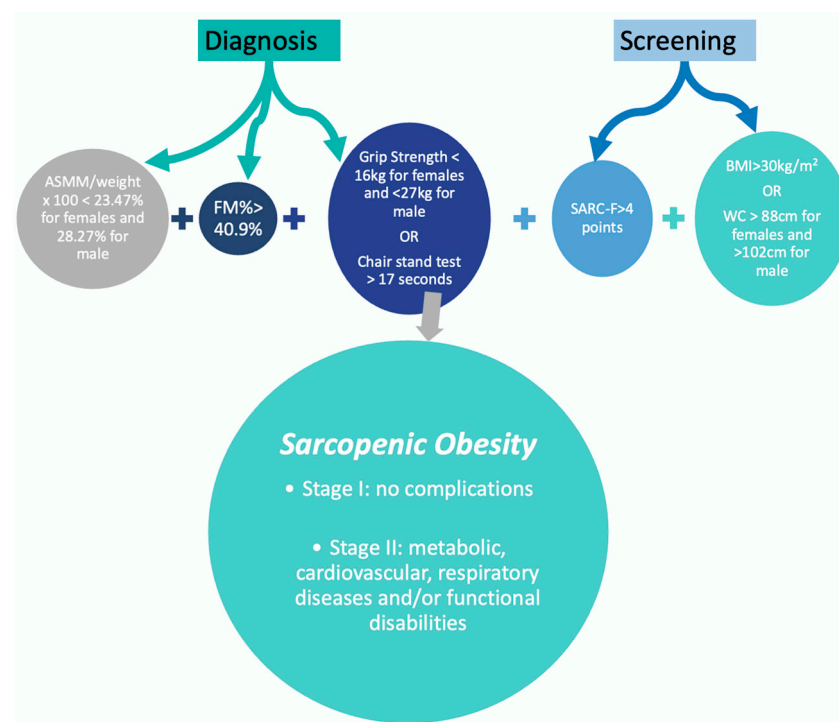 Diagnosis
Screening
ASMM/weight
x 100 < 23.47%
for females and
28.27% for
male
+
FM%>
40.9%
+
Grip Strength <
16kg for females
and <27kg for
male
OR
Chair stand test
> 17 seconds
+
SARC-F>4
points
+
BMI>30kg/m²
OR
WC > 88cm for
females and
>102cm for
male
Sarcopenic Obesity
• Stage I: no complications
• Stage II: metabolic,
cardiovascular, respiratory
diseases and/or functional
disabilities